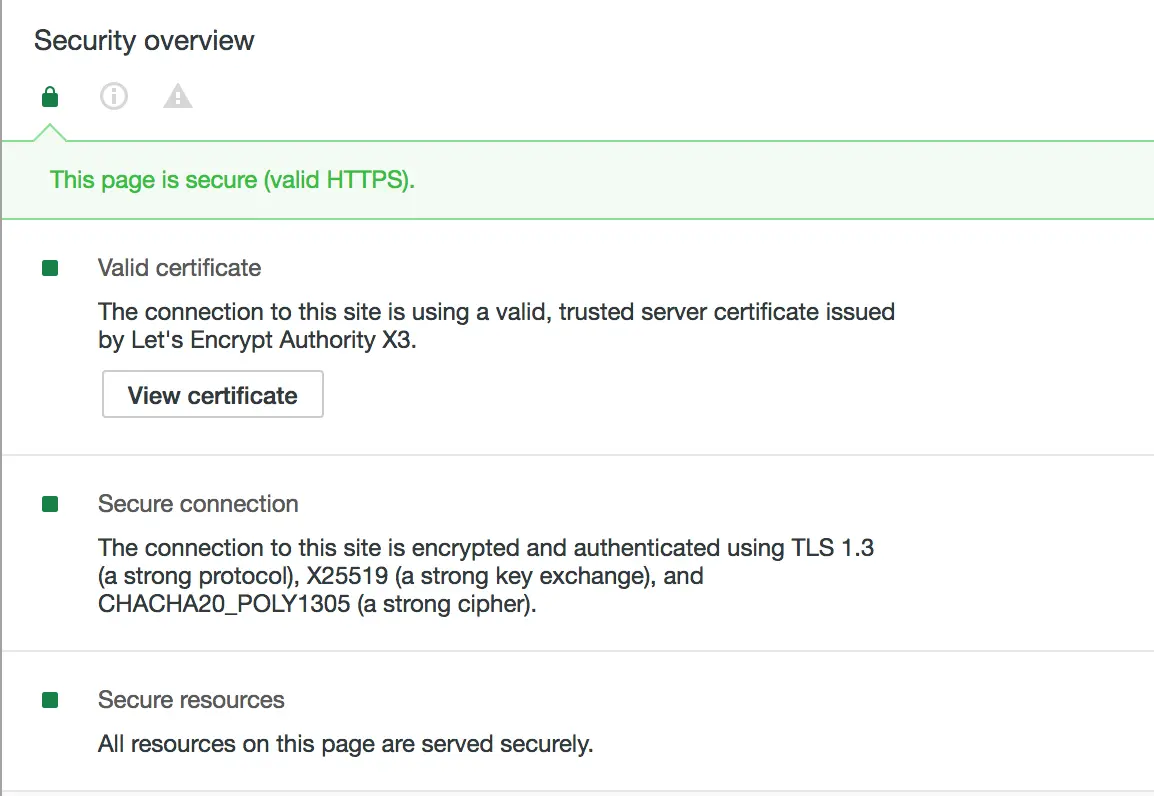 Security overview
This page is secure (valid HTTPS).
Valid certificate
The connection to this site is using a valid, trusted server certificate issued
by Let's Encrypt Authority X3.
View certificate
Secure connection
The connection to this site is encrypted and authenticated using TLS 1.3
(a strong protocol), X25519 (a strong key exchange), and
CHACHA20_POLY1305 (a strong cipher).
Secure resources
All resources on this page are served securely.